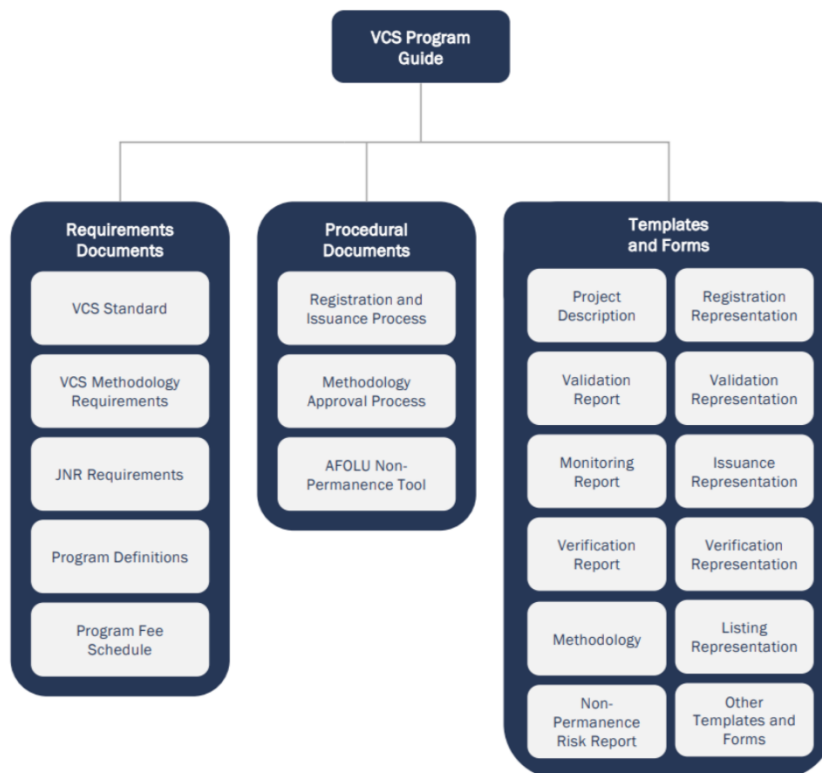 VCS Program
Guide
Requirements
Documents
VCS Standard
VCS Methodology
Requirements
JNR Requirements
Program Definitions
Program Fee
Schedule
Procedural
Documents
Registration and
Issuance Process
Methodology
Approval Process
AFOLU Non-
Permanence Tool
Templates
and Forms
Project
Description
Registration
Representation
Validation
Report
Validation
Representation
Monitoring
Report
Issuance
Representation
Verification
Report
Verification
Representation
Methodology
Listing
Representation
Non-
Permanence
Risk Report
Other
Templates and
Forms